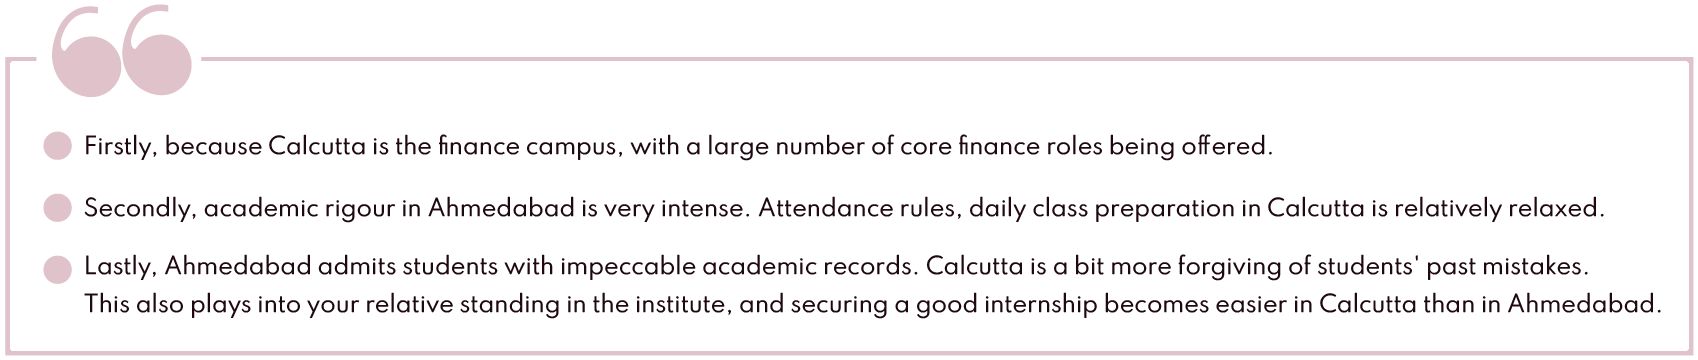 Firstly, because Calcutta is the finance campus, with a large number of core finance roles being offered.
Secondly, academic rigour in Ahmedabad is very intense. Attendance rules, daily class preparation in Calcutta is relatively relaxed.
Lastly, Ahmedabad admits students with impeccable academic records. Calcutta is a bit more forgiving of students' past mistakes.
This also plays into your relative standing in the institute, and securing a good internship becomes easier in Calcutta than in Ahmedabad.